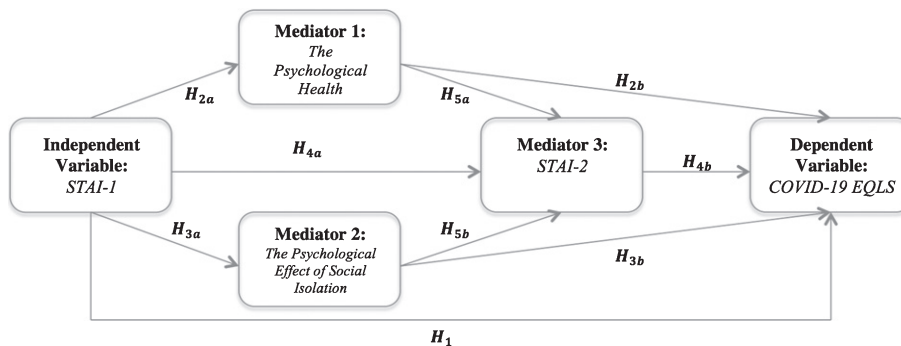 Mediator 1:
The
Psychological
Health
H2a
H5a
H2b
Independent
Variable:
STAI-1
H4a
Mediator 3:
STAI-2
H4b
Dependent
Variable:
COVID-19 EQLS
H3a
Mediator 2:
The Psychological
Effect of Social
Isolation
H5b
H3b
H1